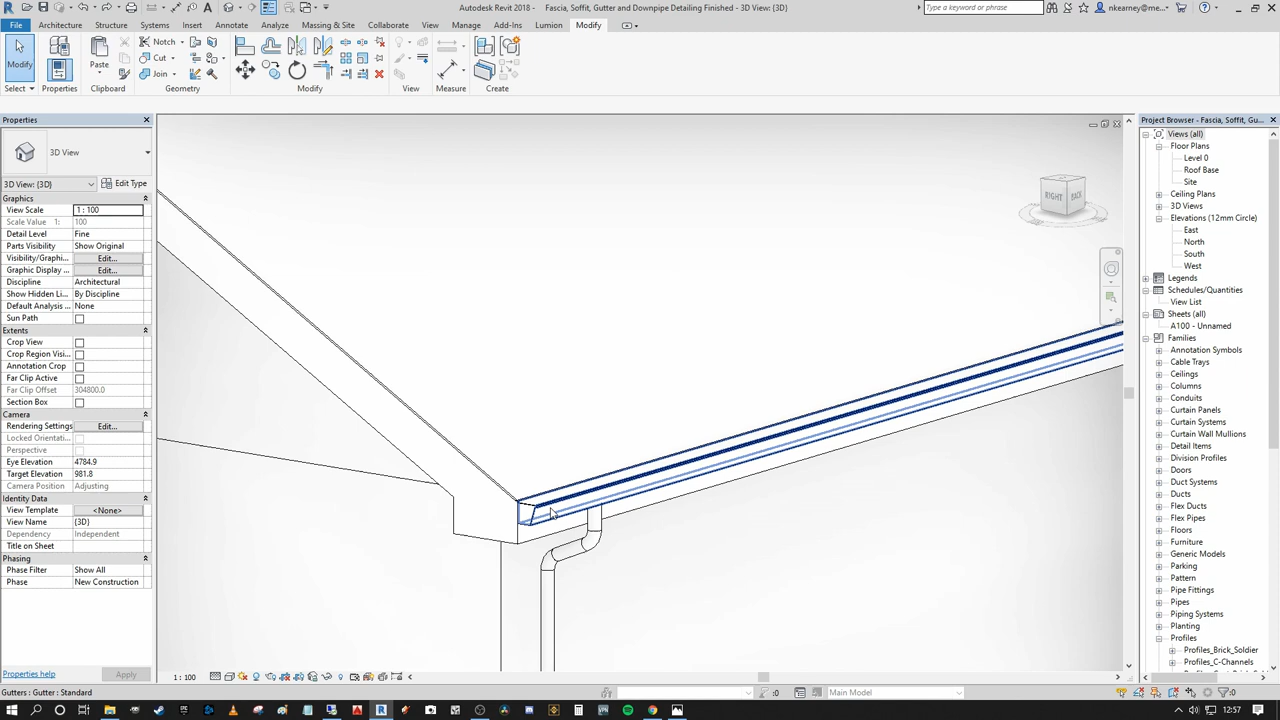 Autodesk Revit 2018 - Fascia, Soffit, Gutter and Downpipe Detailing Finished - 3D View: {3D}
Type a keyword or phrase
nkearney@me...
File Architecture Structure Systems Insert Annotate Analyze Massing & Site Collaborate View Manage Add-Ins Lumion Modify
Modify
Paste
Notch
Cut
Join
Select Properties Clipboard Geometry Modify View Measure Create
Properties
3D View
3D View: {3D}
Edit Type
Graphics
View Scale 1 : 100
Scale Value 1: 100
Detail Level Fine
Parts Visibility Show Original
Visibility/Graphi... Edit...
Graphic Display ... Edit...
Discipline Architectural
Show Hidden Li... By Discipline
Default Analysis ... None
Sun Path
Extents
Crop View
Crop Region Visi...
Annotation Crop
Far Clip Active
Far Clip Offset 304800.0
Section Box
Camera
Rendering Settings Edit...
Locked Orientati...
Perspective
Eye Elevation 4784.9
Target Elevation 981.8
Camera Position Adjusting
Identity Data
View Template <None>
View Name {3D}
Dependency Independent
Title on Sheet
Phasing
Phase Filter Show All
Phase New Construction
Properties help
Apply
RIGHT BACK
1 : 100
Project Browser - Fascia, Soffit, Gu...
Views (all)
Floor Plans
Level 0
Roof Base
Site
Ceiling Plans
3D Views
Elevations (12mm Circle)
East
North
South
West
Legends
Schedules/Quantities
View List
Sheets (all)
A100 - Unnamed
Families
Annotation Symbols
Cable Trays
Ceilings
Columns
Conduits
Curtain Panels
Curtain Systems
Curtain Wall Mullions
Detail Items
Division Profiles
Doors
Duct Systems
Ducts
Flex Ducts
Flex Pipes
Floors
Furniture
Generic Models
Parking
Pattern
Pipe Fittings
Pipes
Piping Systems
Planting
Profiles
Profiles_Brick_Soldier
Profiles_C-Channels
Gutters : Gutter : Standard
:0
Main Model
:0
12:57